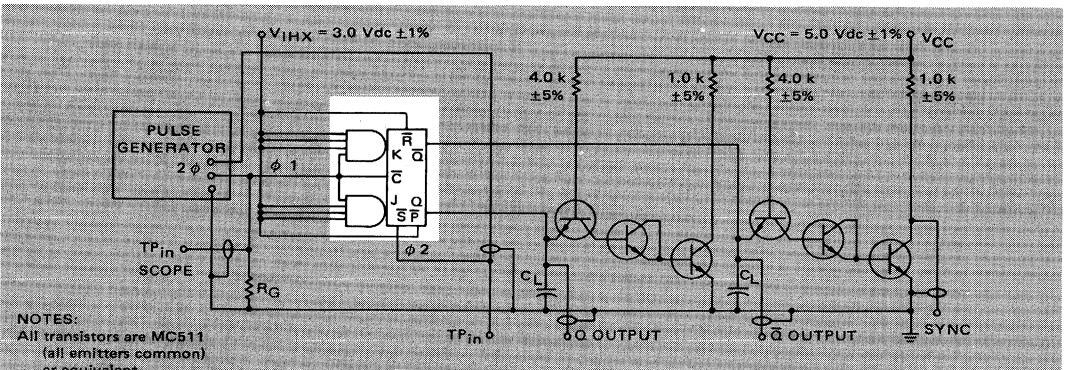 VIHX = 3.0 Vdc ±1%
VCC = 5.0 Vdc ±1%
VCC
4.0 k
±5%
1.0 k
±5%
4.0 k
±5%
1.0 k
±5%
PULSE
GENERATOR
2 ϕ
ϕ 1
R̅
K
Q̅
C̅
J
Q
S̅
P̅
ϕ 2
TPin
SCOPE
RG
CL
CL
TPin
Q OUTPUT
Q̅ OUTPUT
SYNC
NOTES:
All transistors are MC511
(all emitters common)
or equivalent